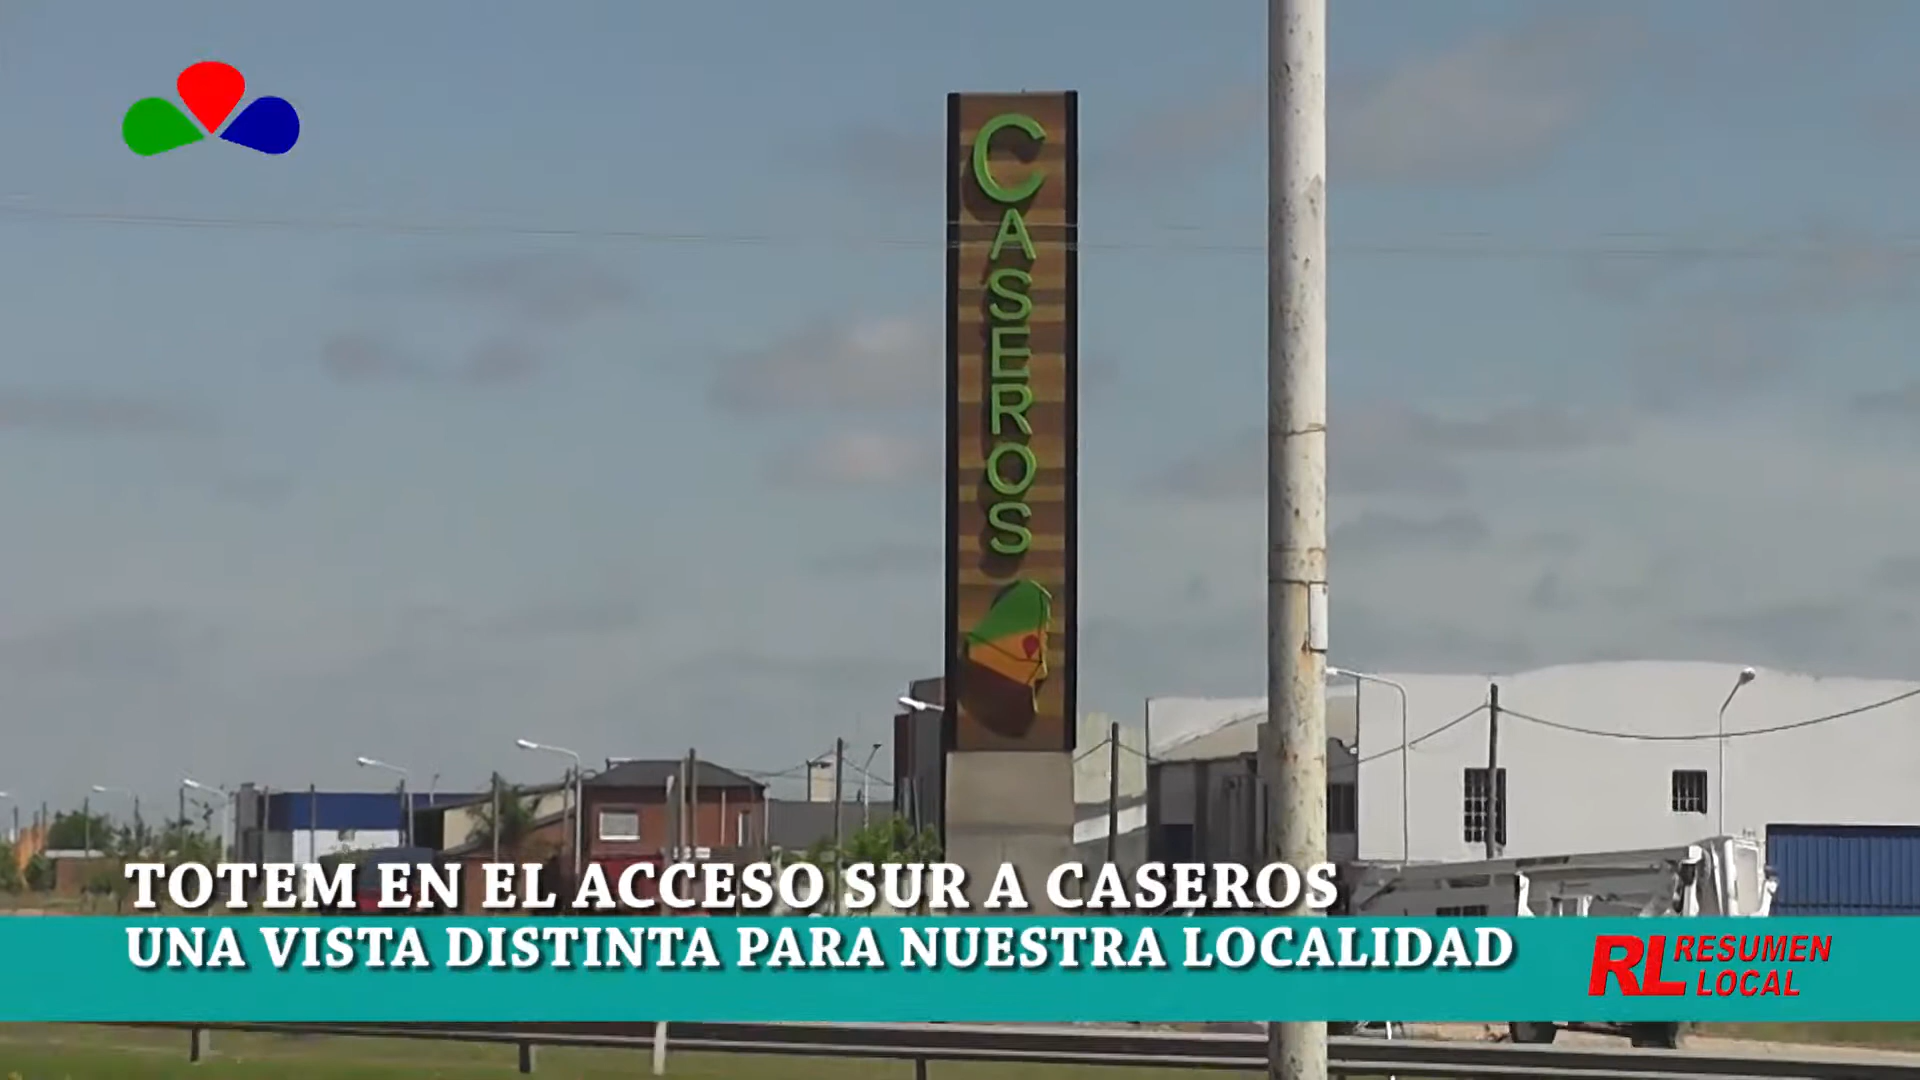 CASEROS
TOTEM EN EL ACCESO SUR A CASEROS
UNA VISTA DISTINTA PARA NUESTRA LOCALIDAD
RL RESUMEN
LOCAL